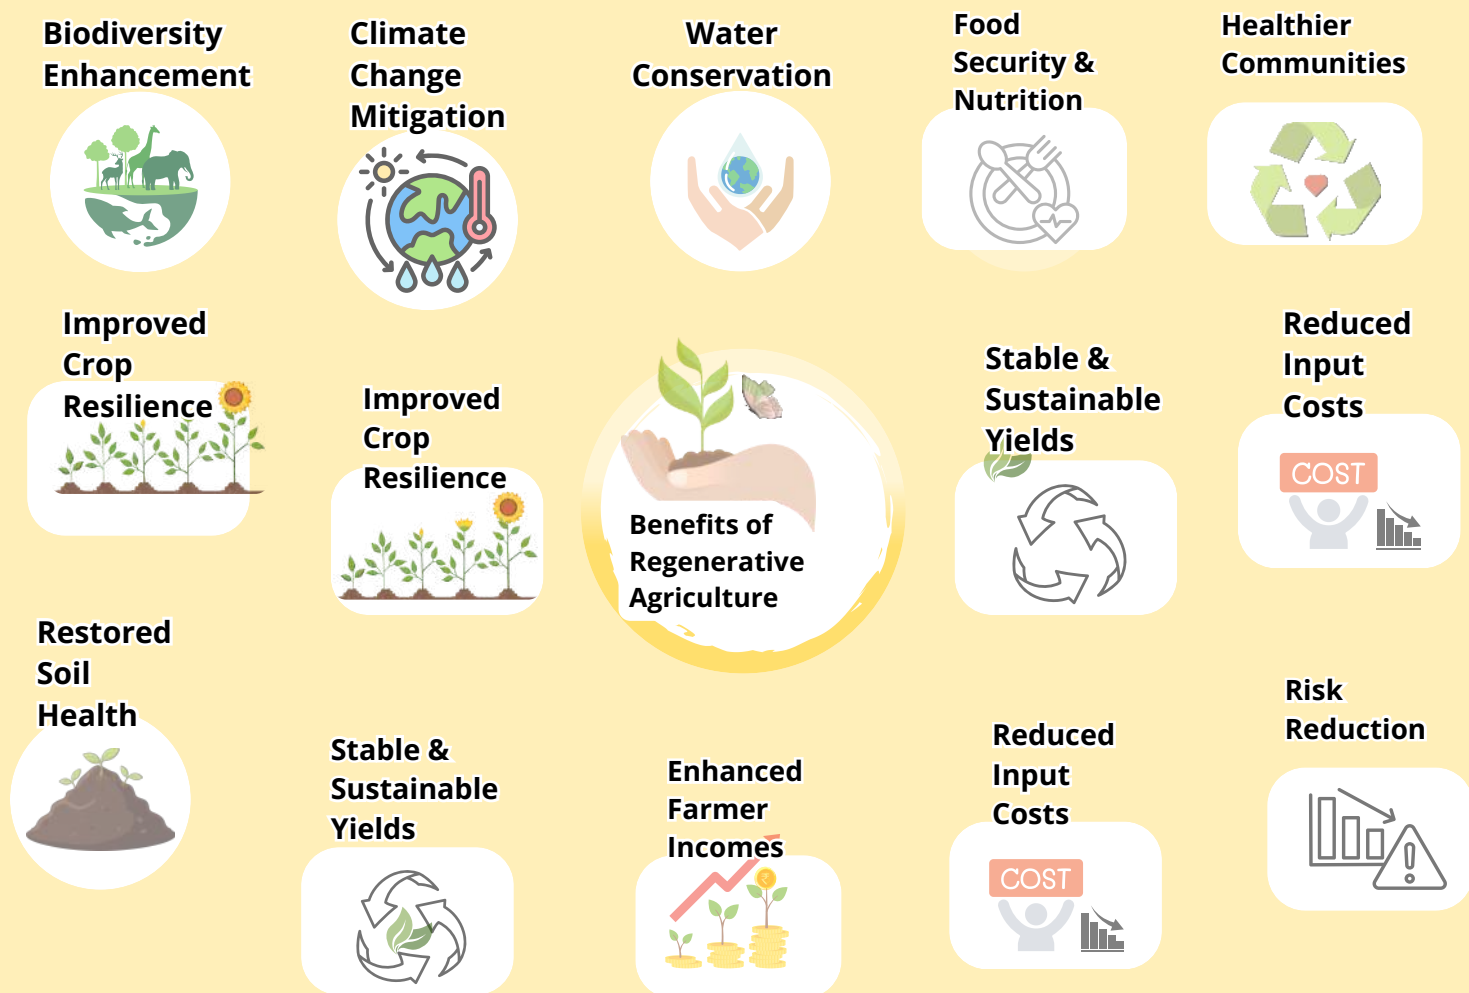 Biodiversity
Enhancement
Climate
Change
Mitigation
Water
Conservation
Food
Security &
Nutrition
Healthier
Communities
Improved
Crop
Resilience
Improved
Crop
Resilience
Benefits of
Regenerative
Agriculture
Stable &
Sustainable
Yields
Reduced
Input
Costs
COST
Restored
Soil
Health
Stable &
Sustainable
Yields
Enhanced
Farmer
Incomes
₹
Reduced
Input
Costs
COST
Risk
Reduction